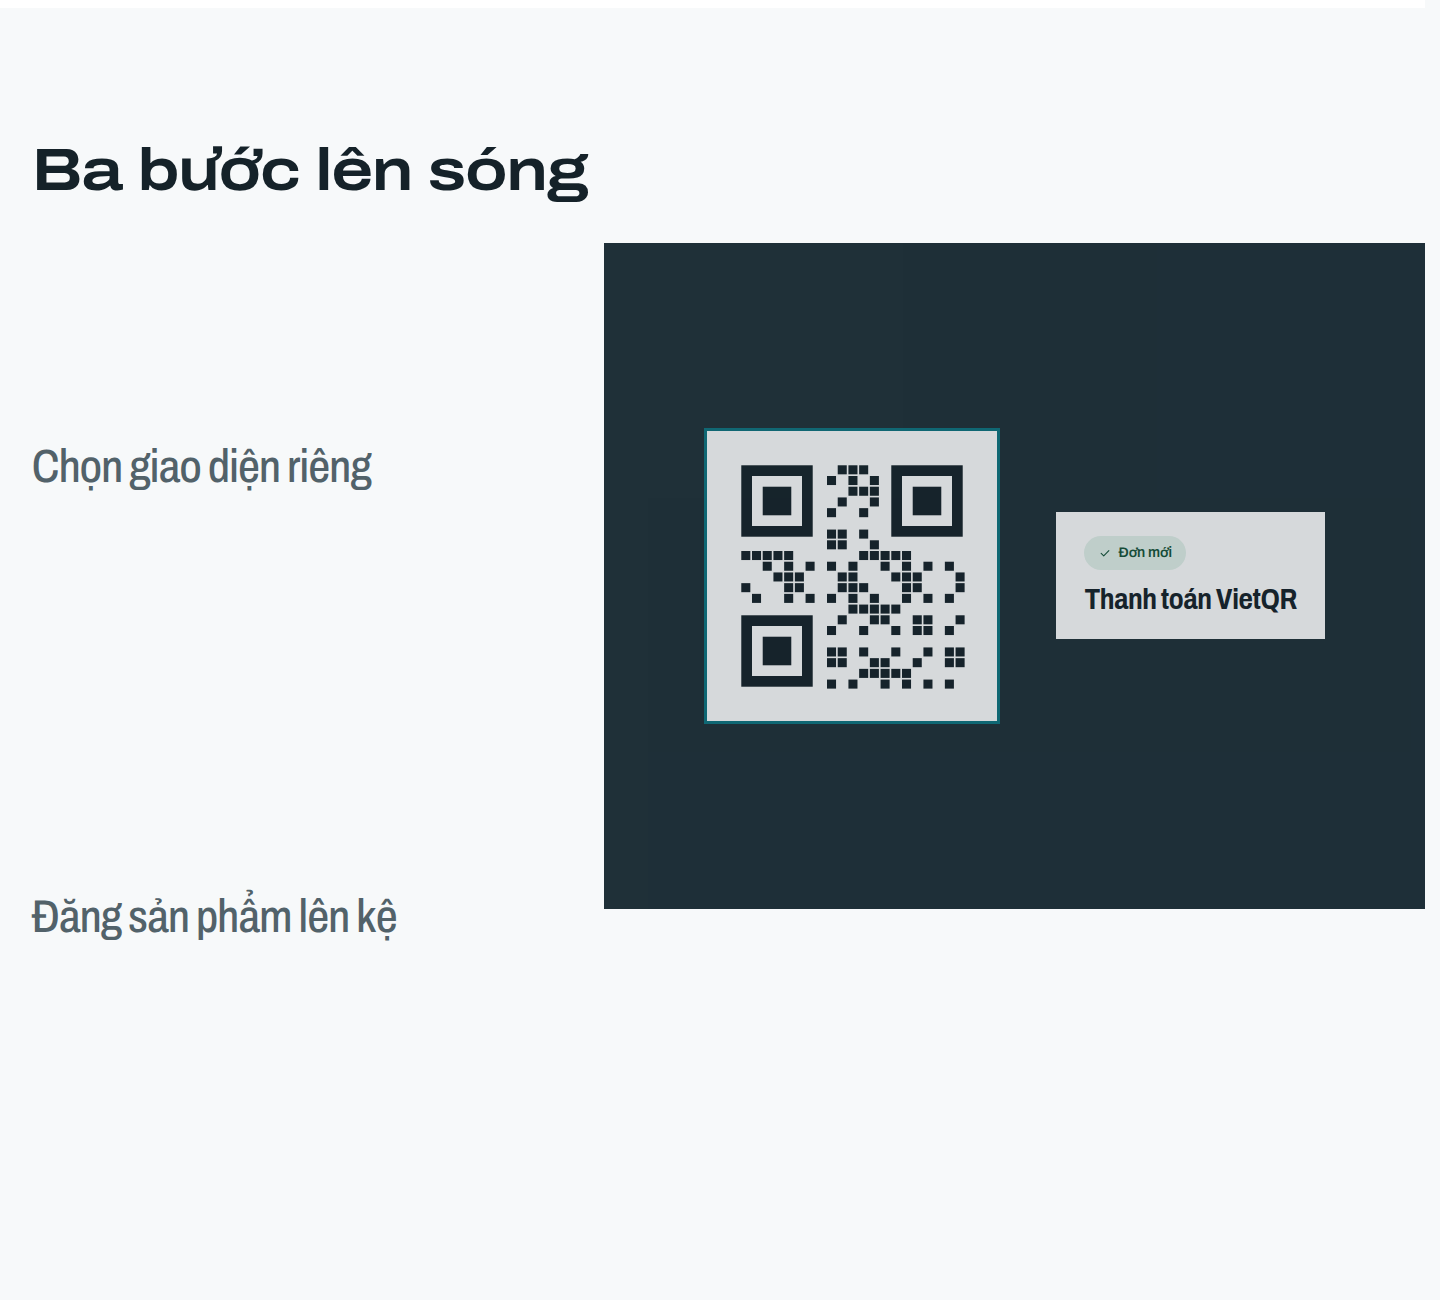 Ba bước lên sóng
Chọn giao diện riêng
Đơn mới
Thanh toán VietQR
Đăng sản phẩm lên kệ